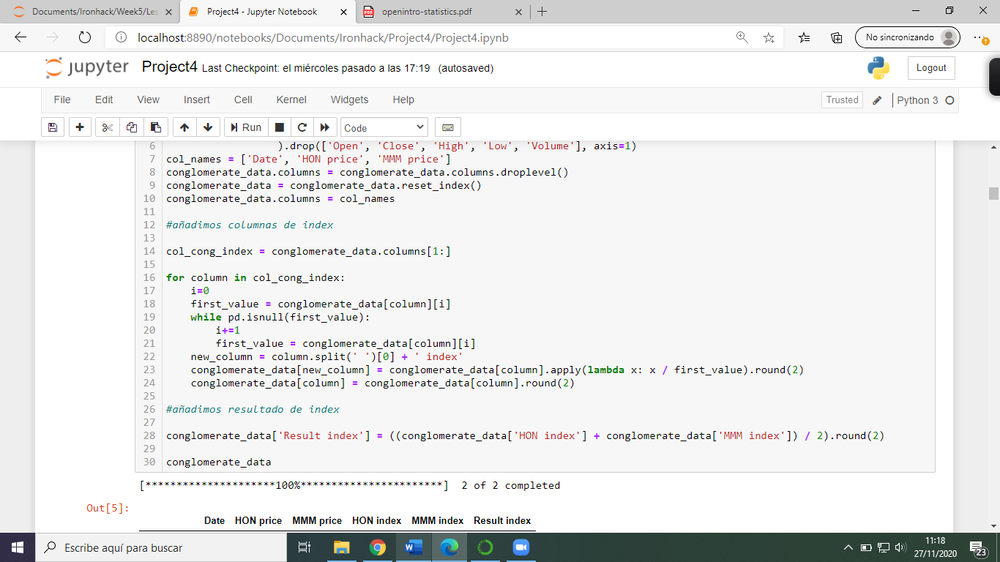 Documents/Ironhack/Week5/Les
Project4 - Jupyter Notebook
openintro-statistics.pdf
localhost:8890/notebooks/Documents/Ironhack/Project4/Project4.ipynb
No sincronizando
jupyter Project4 Last Checkpoint: el miércoles pasado a las 17:19 (autosaved)
Logout
File Edit View Insert Cell Kernel Widgets Help
Trusted
Python 3
Run
Code
6 ).drop(['Open', 'Close', 'High', 'Low', 'Volume'], axis=1)
7 col_names = ['Date', 'HON price', 'MMM price']
8 conglomerate_data.columns = conglomerate_data.columns.droplevel()
9 conglomerate_data = conglomerate_data.reset_index()
10 conglomerate_data.columns = col_names
11
12 #añadimos columnas de index
13
14 col_cong_index = conglomerate_data.columns[1:]
15
16 for column in col_cong_index:
17     i=0
18     first_value = conglomerate_data[column][i]
19     while pd.isnull(first_value):
20         i+=1
21         first_value = conglomerate_data[column][i]
22     new_column = column.split(' ')[0] + ' index'
23     conglomerate_data[new_column] = conglomerate_data[column].apply(lambda x: x / first_value).round(2)
24     conglomerate_data[column] = conglomerate_data[column].round(2)
25
26 #añadimos resultado de index
27
28 conglomerate_data['Result index'] = ((conglomerate_data['HON index'] + conglomerate_data['MMM index']) / 2).round(2)
29
30 conglomerate_data
[*********************100%***********************]  2 of 2 completed
Out[5]:
Date HON price MMM price HON index MMM index Result index
Escribe aquí para buscar
11:18
27/11/2020
23